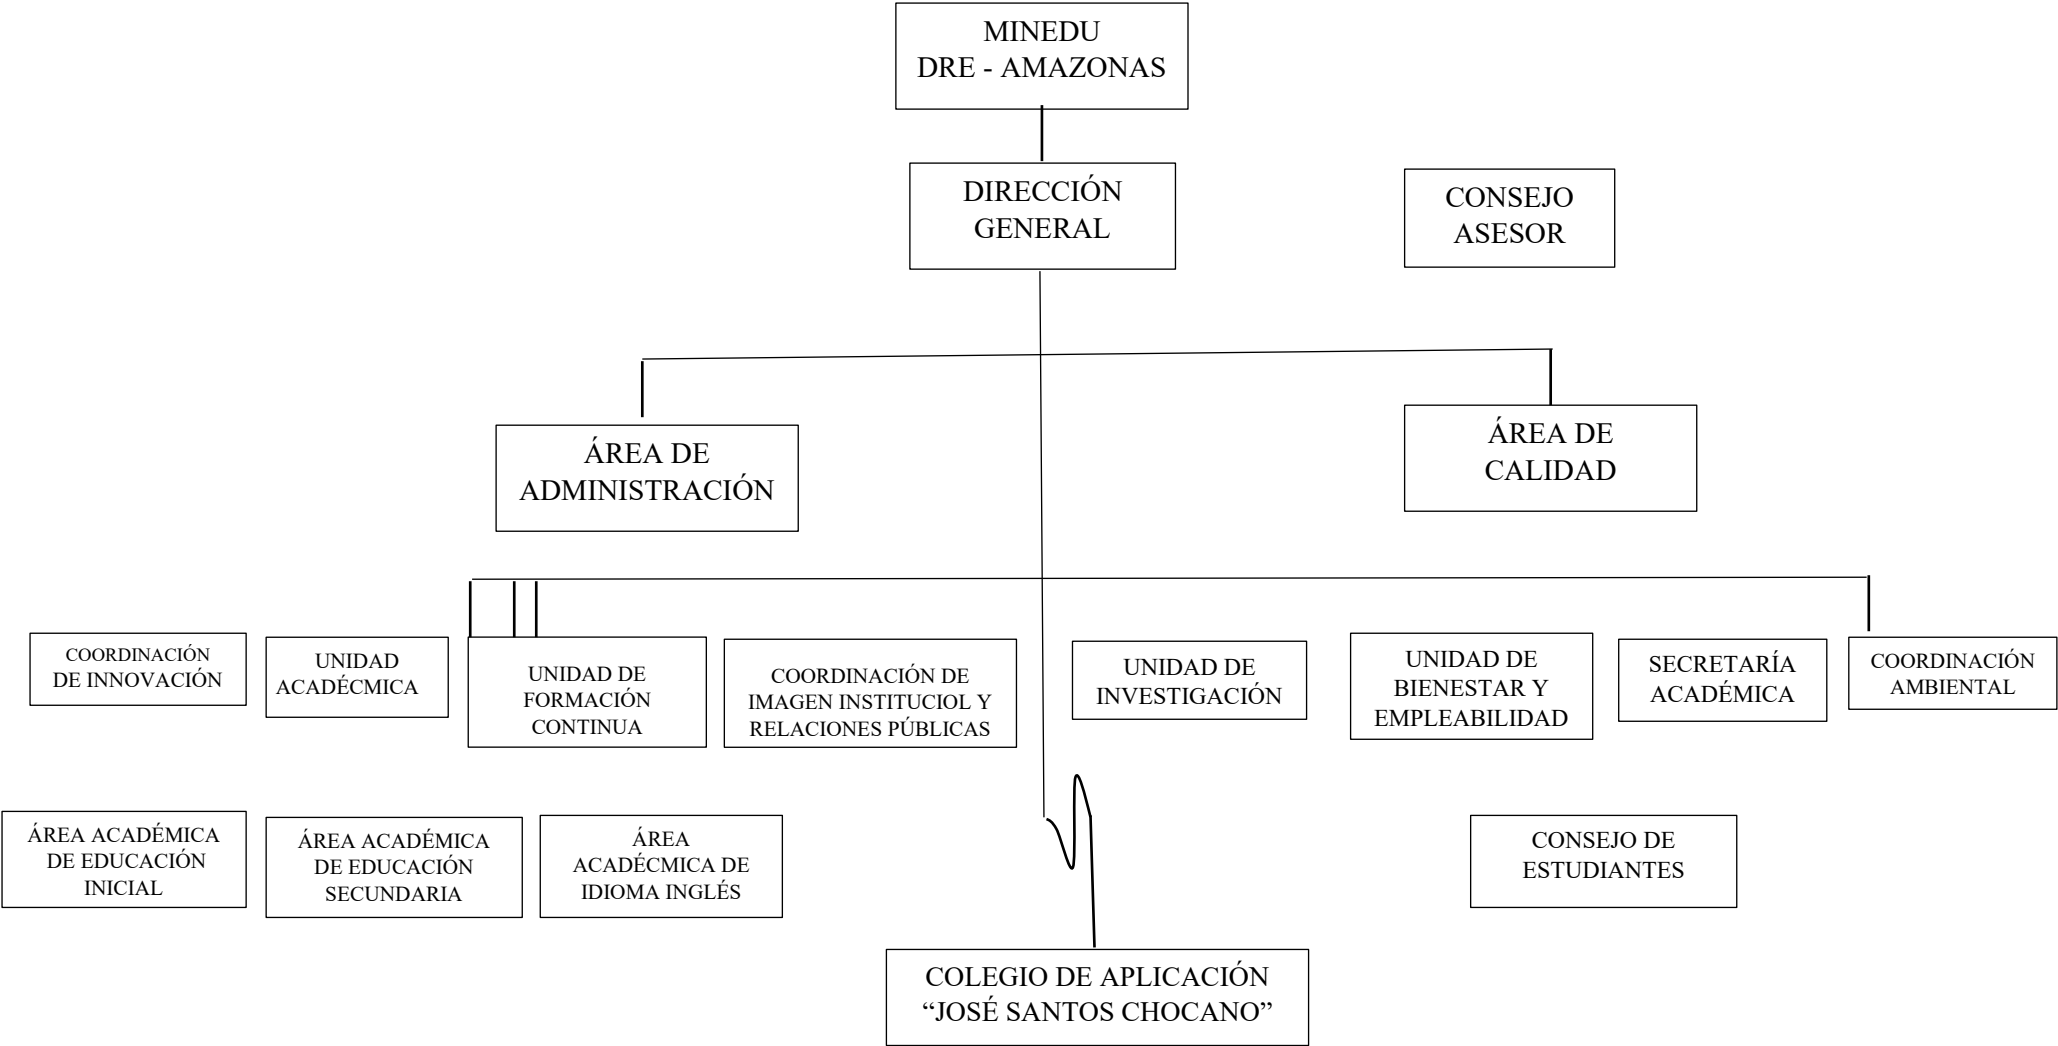 MINEDU
DRE - AMAZONAS
DIRECCIÓN
GENERAL
CONSEJO
ASESOR
ÁREA DE
ADMINISTRACIÓN
ÁREA DE
CALIDAD
COORDINACIÓN
DE INNOVACIÓN
UNIDAD
ACADÉCMICA
UNIDAD DE
FORMACIÓN
CONTINUA
COORDINACIÓN DE
IMAGEN INSTITUCIOL Y
RELACIONES PÚBLICAS
UNIDAD DE
INVESTIGACIÓN
UNIDAD DE
BIENESTAR Y
EMPLEABILIDAD
SECRETARÍA
ACADÉMICA
COORDINACIÓN
AMBIENTAL
ÁREA ACADÉMICA
DE EDUCACIÓN
INICIAL
ÁREA ACADÉMICA
DE EDUCACIÓN
SECUNDARIA
ÁREA
ACADÉCMICA DE
IDIOMA INGLÉS
CONSEJO DE
ESTUDIANTES
COLEGIO DE APLICACIÓN
“JOSÉ SANTOS CHOCANO”